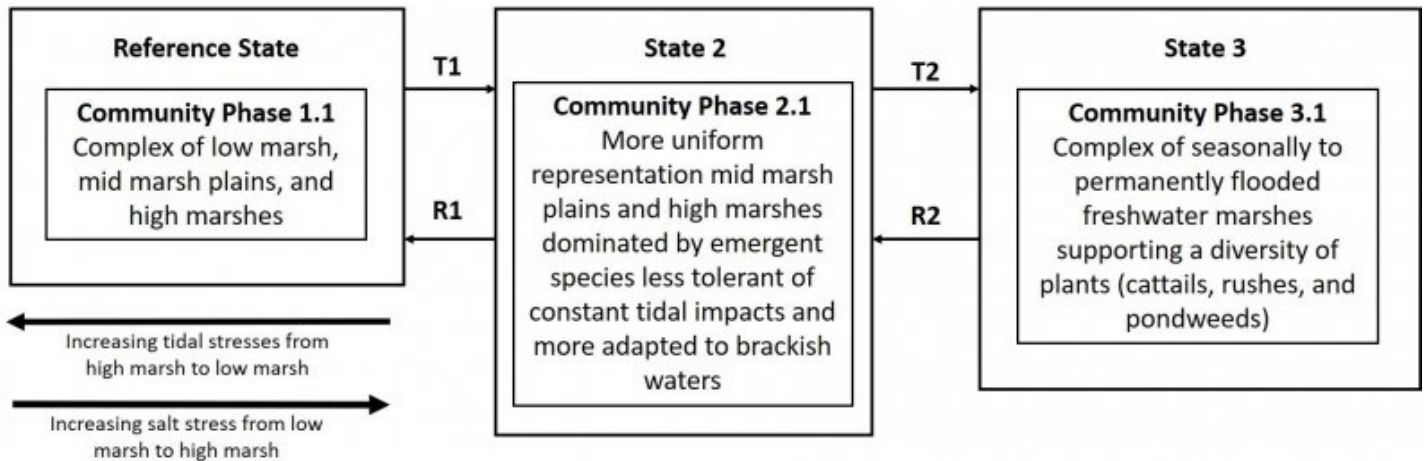 Reference State
Community Phase 1.1
Complex of low marsh,
mid marsh plains, and
high marshes
Increasing tidal stresses from
high marsh to low marsh
Increasing salt stress from low
marsh to high marsh
T1
R1
State 2
Community Phase 2.1
More uniform
representation mid marsh
plains and high marshes
dominated by emergent
species less tolerant of
constant tidal impacts and
more adapted to brackish
waters
T2
R2
State 3
Community Phase 3.1
Complex of seasonally to
permanently flooded
freshwater marshes
supporting a diversity of
plants (cattails, rushes, and
pondweeds)